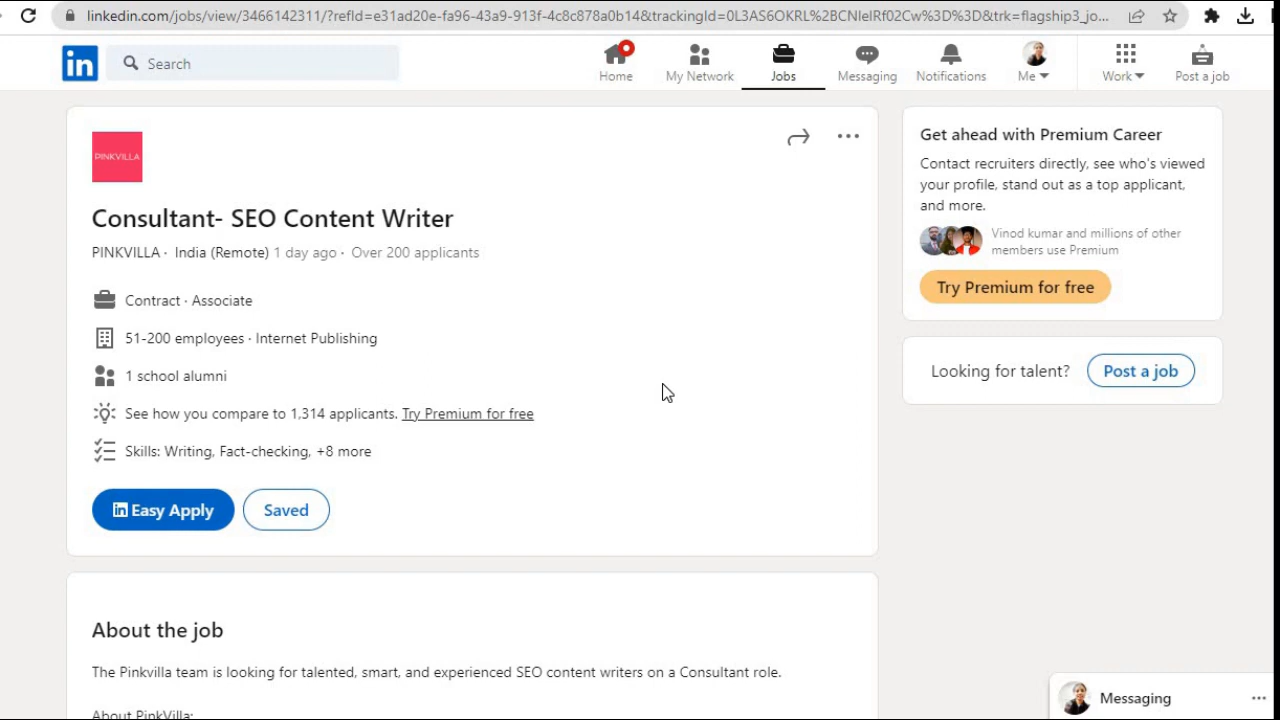 linkedin.com/jobs/view/3466142311/?refId=e31ad20e-fa96-43a9-913f-4c8c878a0b14&trackingId=0L3AS6OKRL%2BCNIelRf02Cw%3D%3D&trk=flagship3_jo...
in Search
Home My Network Jobs Messaging Notifications Me Work Post a job
PINKVILLA
Consultant- SEO Content Writer
PINKVILLA · India (Remote) 1 day ago · Over 200 applicants
Contract · Associate
51-200 employees · Internet Publishing
1 school alumni
See how you compare to 1,314 applicants. Try Premium for free
Skills: Writing, Fact-checking, +8 more
in Easy Apply Saved
About the job
The Pinkvilla team is looking for talented, smart, and experienced SEO content writers on a Consultant role.
About PinkVilla:
Get ahead with Premium Career
Contact recruiters directly, see who's viewed
your profile, stand out as a top applicant,
and more.
Vinod kumar and millions of other
members use Premium
Try Premium for free
Looking for talent? Post a job
Messaging